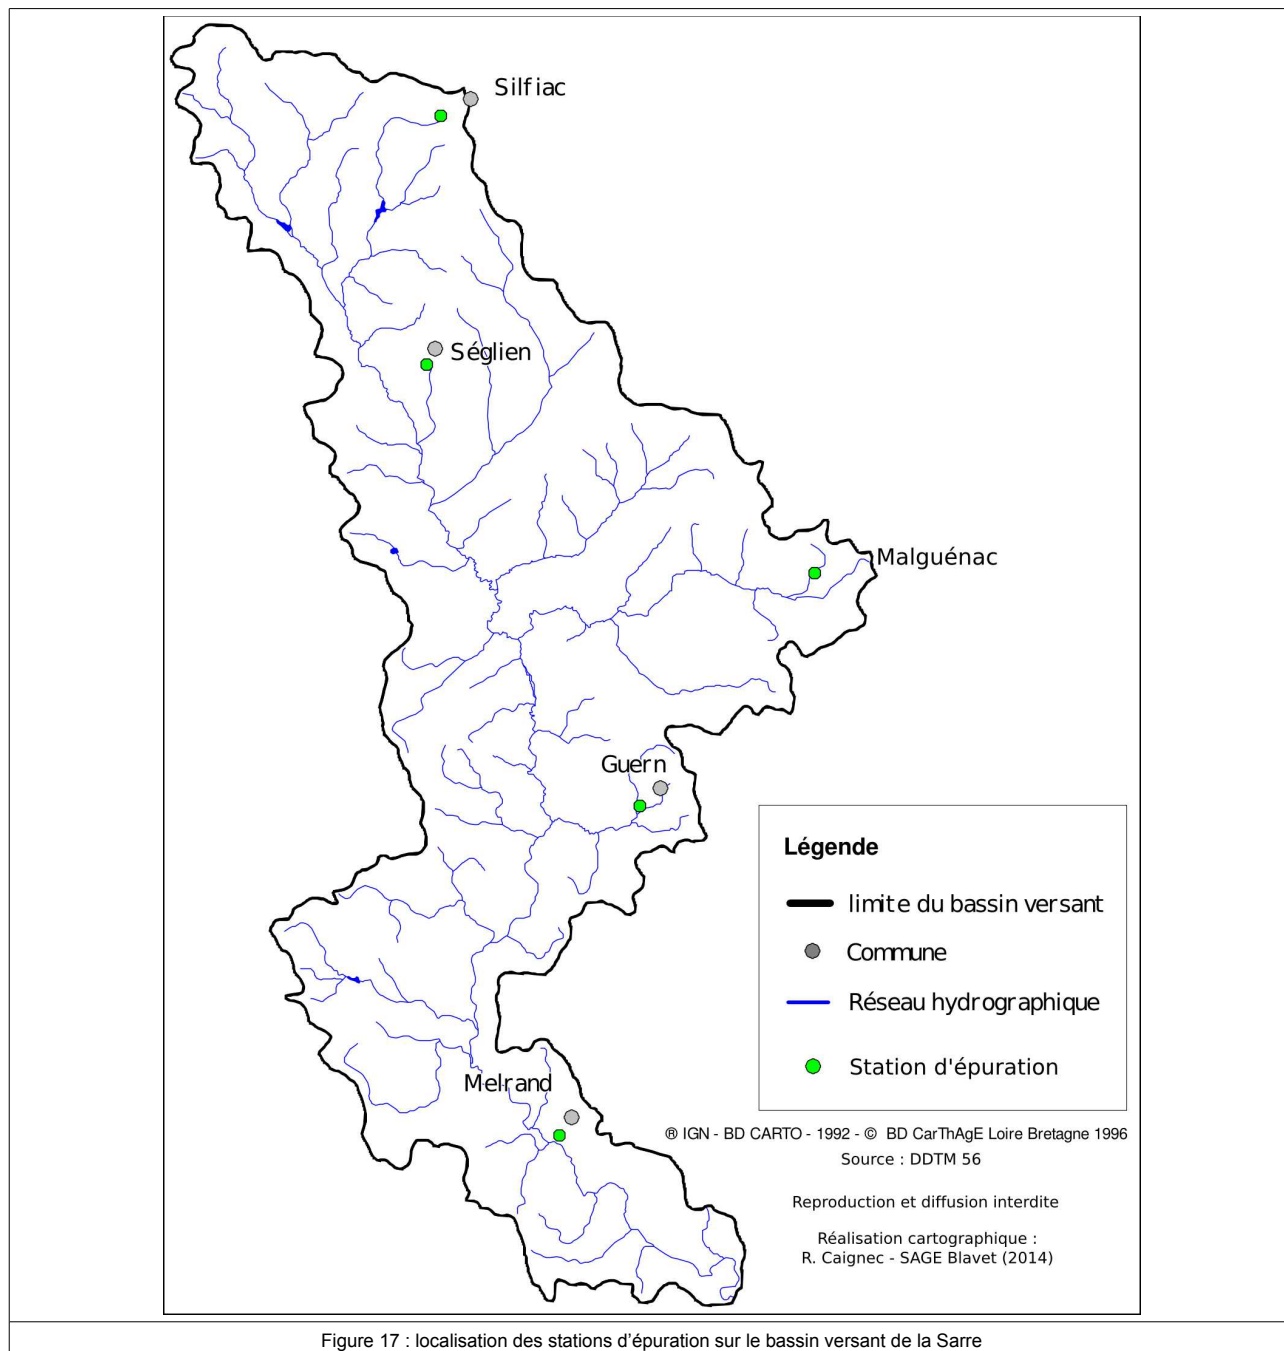 Silfiac
Séglien
Malguénac
Guern
Melrand
Légende
limite du bassin versant
Commune
Réseau hydrographique
Station d'épuration
® IGN - BD CARTO - 1992 - © BD CarThAgE Loire Bretagne 1996
Source : DDTM 56
Reproduction et diffusion interdite
Réalisation cartographique :
R. Caignec - SAGE Blavet (2014)
Figure 17 : localisation des stations d’épuration sur le bassin versant de la Sarre